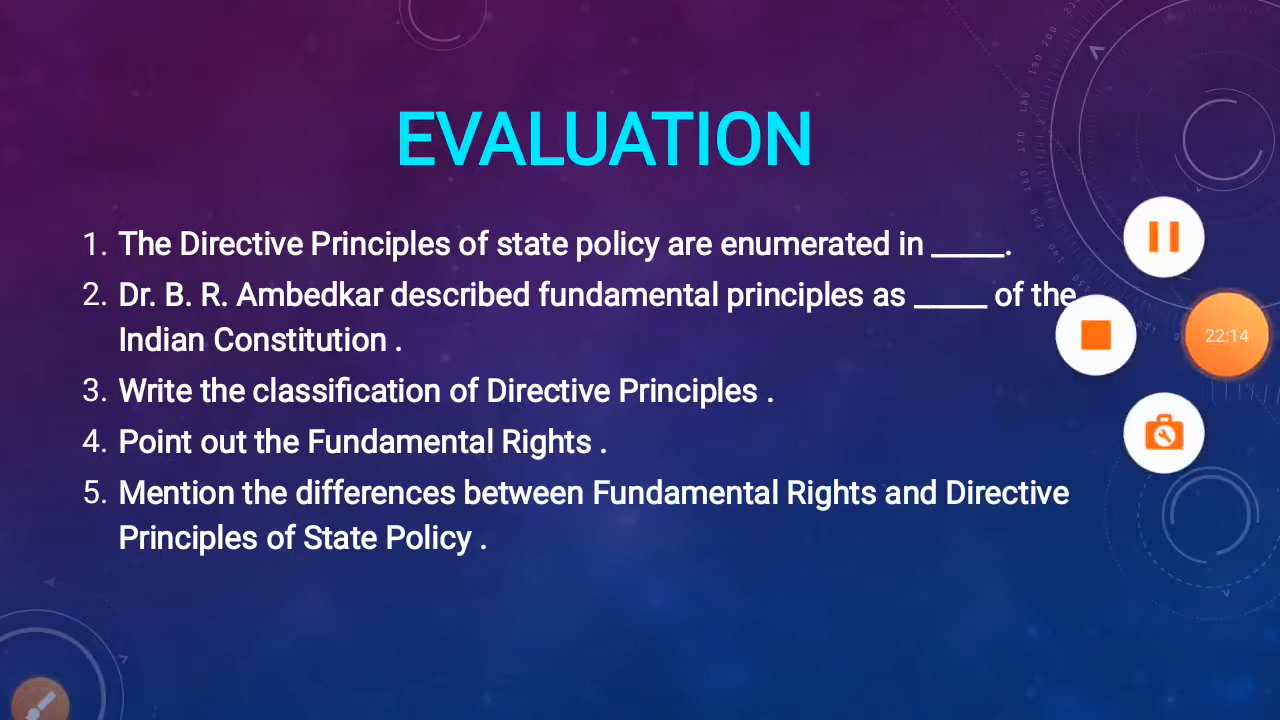 EVALUATION
1. The Directive Principles of state policy are enumerated in _____.
2. Dr. B. R. Ambedkar described fundamental principles as _____ of the
Indian Constitution .
3. Write the classification of Directive Principles .
4. Point out the Fundamental Rights .
5. Mention the differences between Fundamental Rights and Directive
Principles of State Policy .
22:14